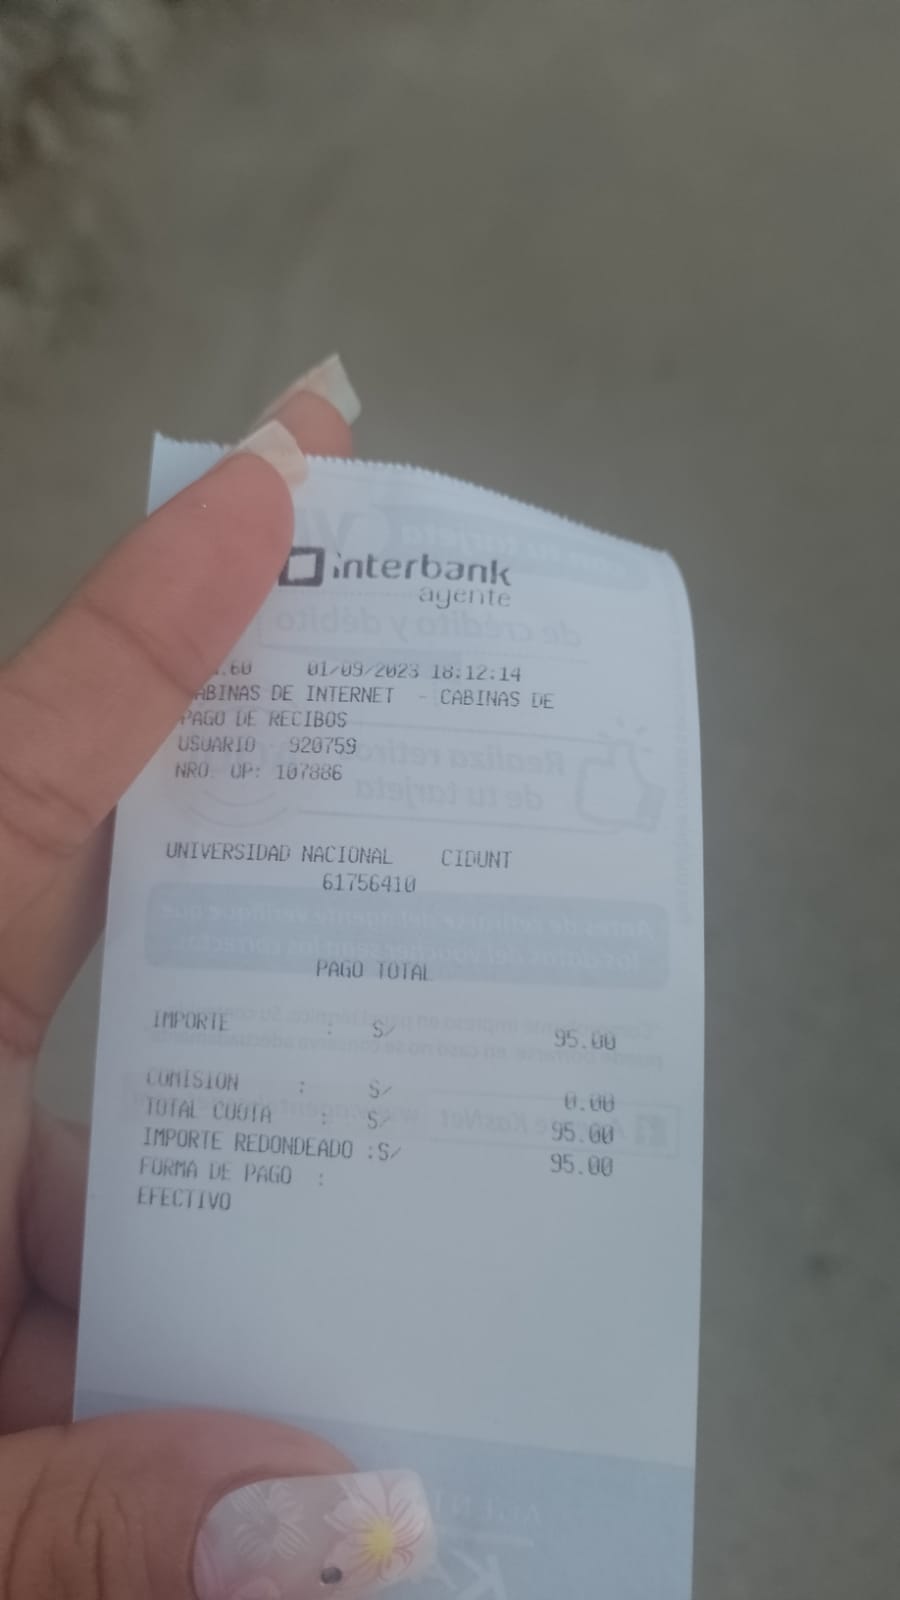 interbank
agente
.60 01/09/2023 18:12:14
ABINAS DE INTERNET - CABINAS DE
PAGO DE RECIBOS
USUARIO 920759
NRO. OP: 107886
UNIVERSIDAD NACIONAL CIDUNT
61756410
PAGO TOTAL
IMPORTE : S/ 95.00
COMISION : S/ 0.00
TOTAL CUOTA : S/ 95.00
IMPORTE REDONDEADO :S/ 95.00
FORMA DE PAGO :
EFECTIVO